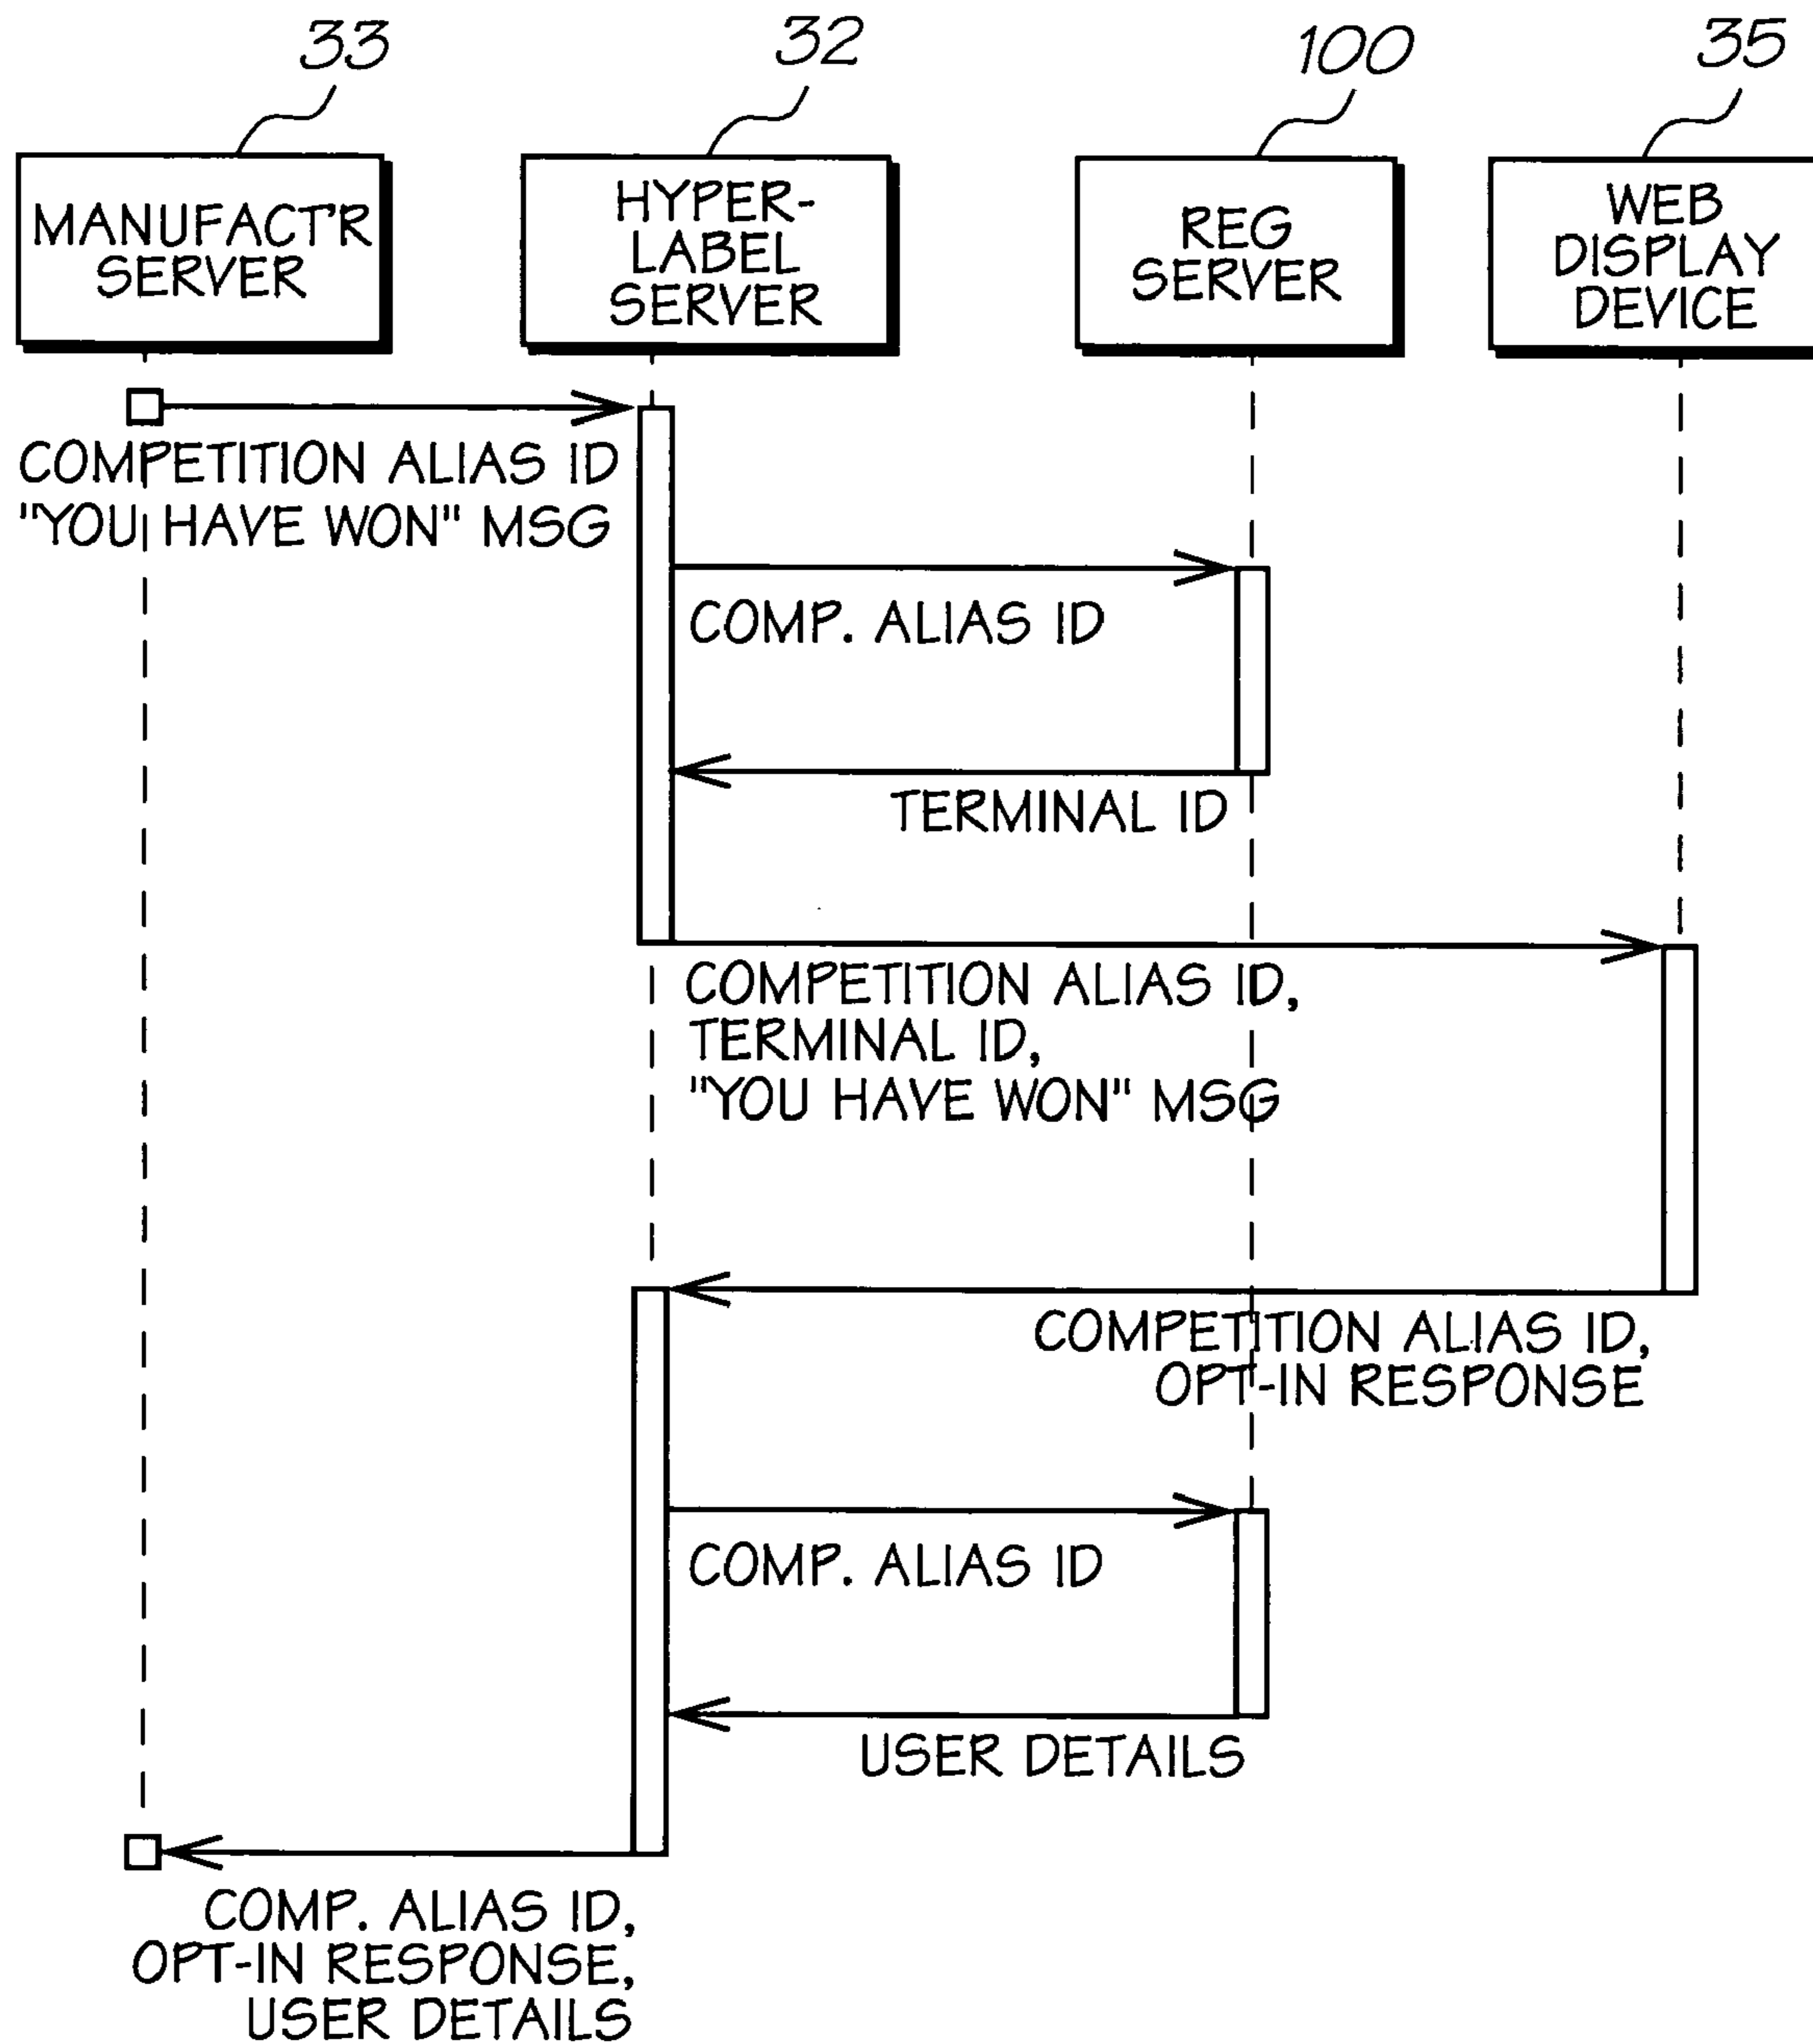 33
32
100
35
MANUFACT'R
SERVER
HYPER-
LABEL
SERVER
REG
SERVER
WEB
DISPLAY
DEVICE
COMPETITION ALIAS ID
"YOU HAVE WON" MSG
COMP. ALIAS ID
TERMINAL ID
COMPETITION ALIAS ID,
TERMINAL ID,
"YOU HAVE WON" MSG
COMPETITION ALIAS ID,
OPT-IN RESPONSE
COMP. ALIAS ID
USER DETAILS
COMP. ALIAS ID,
OPT-IN RESPONSE,
USER DETAILS